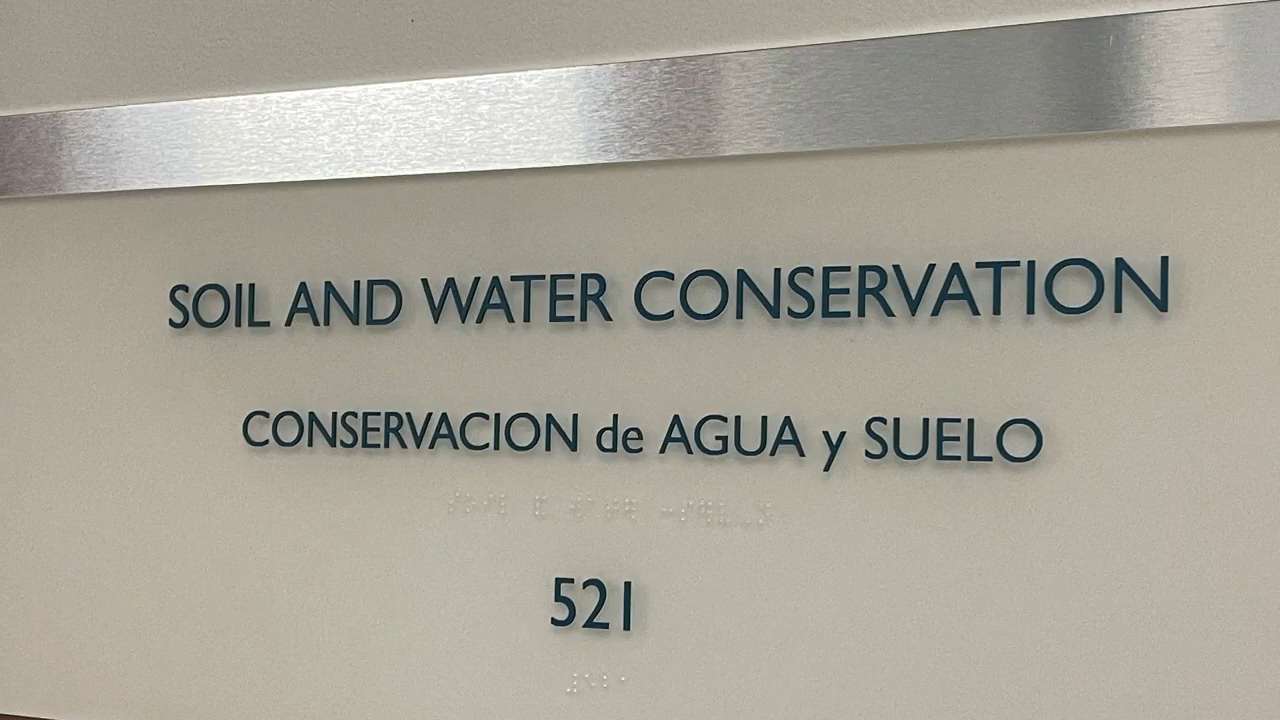 SOIL AND WATER CONSERVATION
CONSERVACION de AGUA y SUELO
521